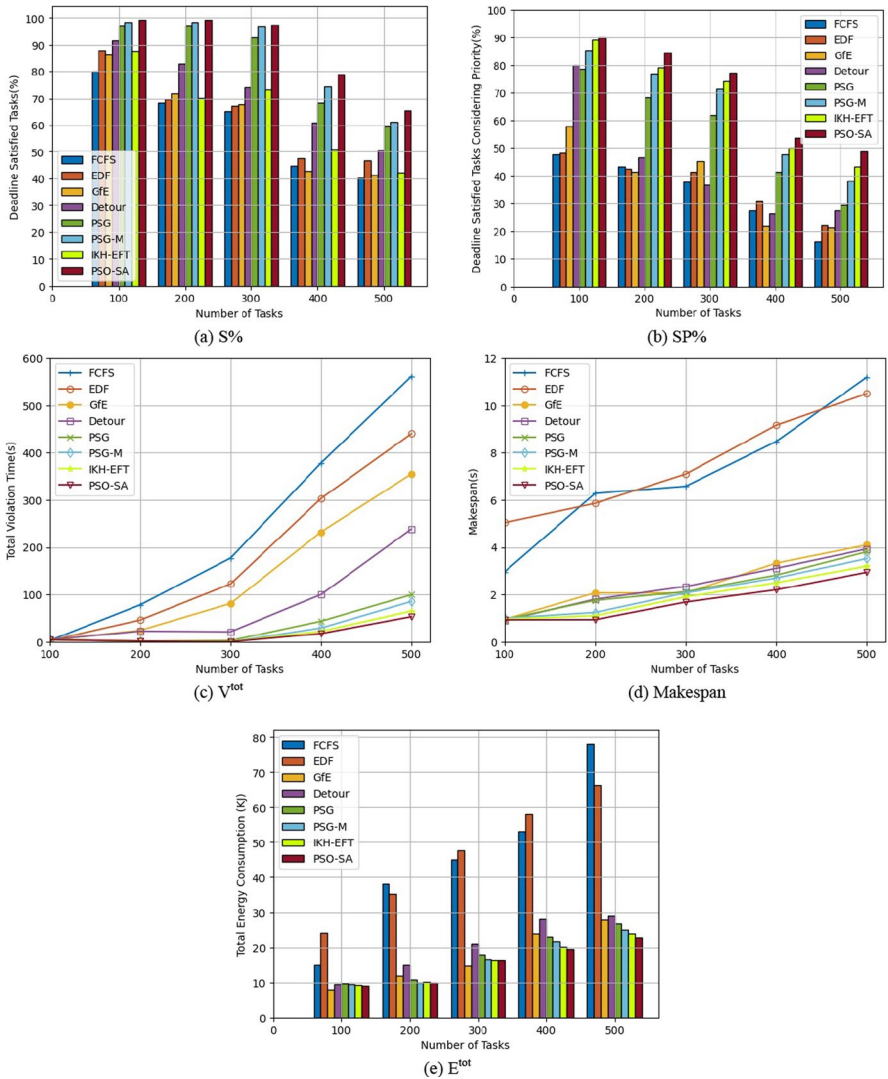 Deadline Satisfied Tasks(%)
100
90
80
70
60
50
40
30
20
10
0
FCFS
EDF
GfE
Detour
PSG
PSG-M
IKH-EFT
PSO-SA
0 100 200 300 400 500
Number of Tasks
(a) S%
Deadline Satisfied Tasks Considering Priority(%)
100
90
80
70
60
50
40
30
20
10
0
FCFS
EDF
GfE
Detour
PSG
PSG-M
IKH-EFT
PSO-SA
0 100 200 300 400 500
Number of Tasks
(b) SP%
Total Violation Time(s)
600
500
400
300
200
100
0
FCFS
EDF
GfE
Detour
PSG
PSG-M
IKH-EFT
PSO-SA
100 200 300 400 500
Number of Tasks
(c) V^tot
Makespan(s)
12
10
8
6
4
2
0
FCFS
EDF
GfE
Detour
PSG
PSG-M
IKH-EFT
PSO-SA
100 200 300 400 500
Number of Tasks
(d) Makespan
Total Energy Consumption (KJ)
80
70
60
50
40
30
20
10
0
FCFS
EDF
GfE
Detour
PSG
PSG-M
IKH-EFT
PSO-SA
0 100 200 300 400 500
Number of Tasks
(e) E^tot